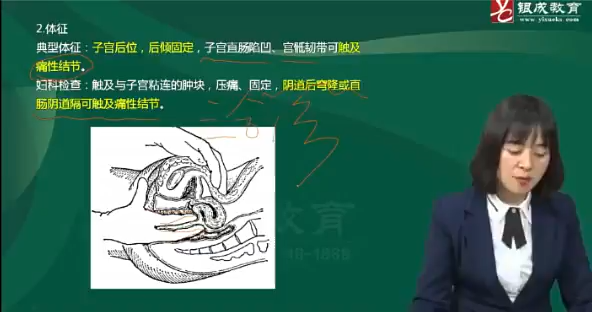 银成教育
www.yixueks.com
2.体征
典型体征：子宫后位，后倾固定，子宫直肠陷凹、宫骶韧带可触及
痛性结节。
妇科检查：触及与子宫粘连的肿块，压痛、固定，阴道后穹隆或直
肠阴道隔可触及痛性结节。